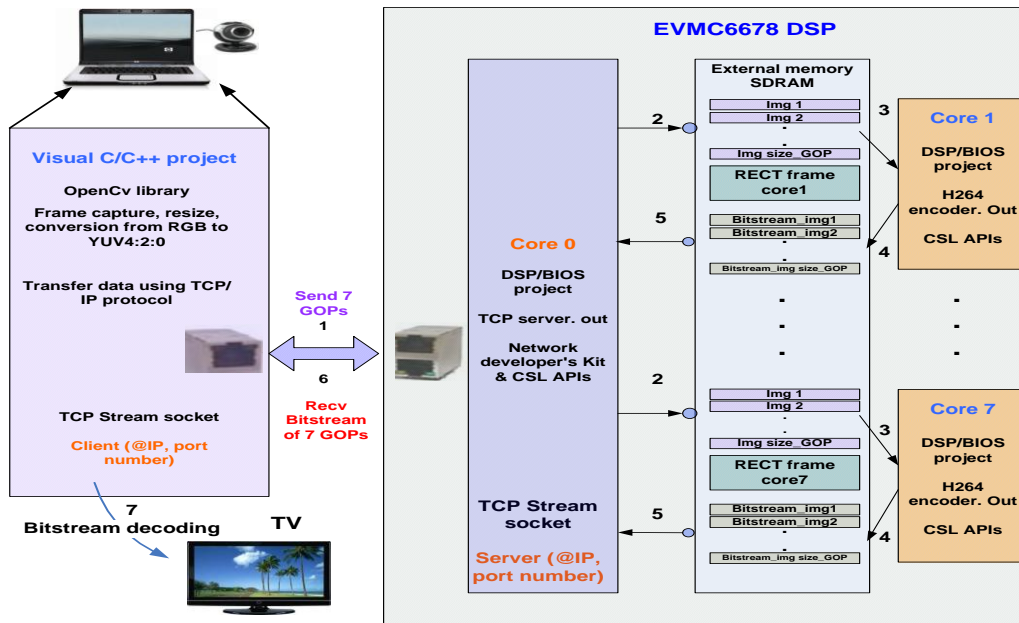 Visual C/C++ project
OpenCv library
Frame capture, resize,
conversion from RGB to
YUV4:2:0
Transfer data using TCP/
IP protocol
TCP Stream socket
Client (@IP, port
number)
7
Bitstream decoding
TV
Send 7
GOPs
1
6
Recv
Bitstream
of 7 GOPs
EVMC6678 DSP
Core 0
DSP/BIOS
project
TCP server. out
Network
developer's Kit
& CSL APIs
TCP Stream
socket
Server (@IP,
port number)
2
5
2
5
External memory
SDRAM
Img 1
Img 2
Img size_GOP
RECT frame
core1
Bitstream_img1
Bitstream_img2
Bitstream_img size_GOP
Img 1
Img 2
Img size_GOP
RECT frame
core7
Bitstream_img1
Bitstream_img2
Bitstream_img size_GOP
3
4
3
4
Core 1
DSP/BIOS
project
H264
encoder. Out
CSL APIs
Core 7
DSP/BIOS
project
H264
encoder. Out
CSL APIs